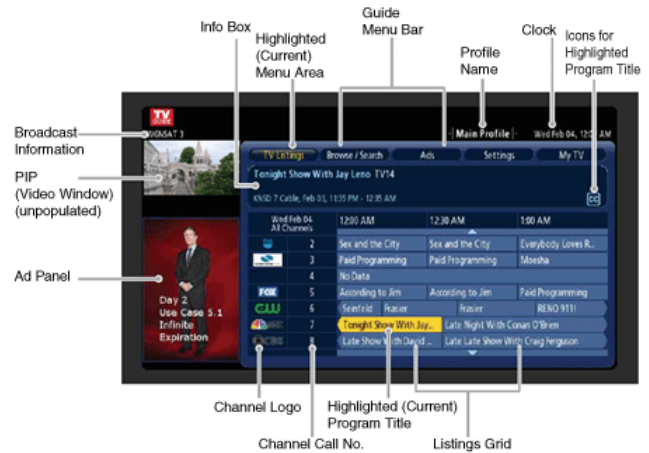 Guide
Menu Bar
Info Box
Highlighted
(Current)
Menu Area
Clock
Icons for
Highlighted
Program Title
Profile
Name
TV
GUIDE
Broadcast
Information
PIP
(Video Window)
(unpopulated)
Ad Panel
Main Profile
Wed Feb 04, 12: AM
TV Listings
Browse / Search
Ads
Settings
My TV
Tonight Show With Jay Leno TV14
KNSD 7 Cable, Feb 03, 11:35 PM - 12:35 AM
CC
Wed Feb 04
All Channels
12:00 AM
12:30 AM
1:00 AM
2
Sex and the City
Sex and the City
Everybody Loves R...
3
Paid Programming
Paid Programming
Moesha
4
No Data
FOX
5
According to Jim
According to Jim
Paid Programming
CW
6
Seinfeld
Frasier
Frasier
RENO 911!
7
Tonight Show With Jay...
Late Night With Conan O'Brien
CBS
8
Late Show With David ...
Late Late Show With Craig Ferguson
Day 2
Use Case 5.1
Infinite
Expiration
Channel Logo
Channel Call No.
Highlighted (Current)
Program Title
Listings Grid